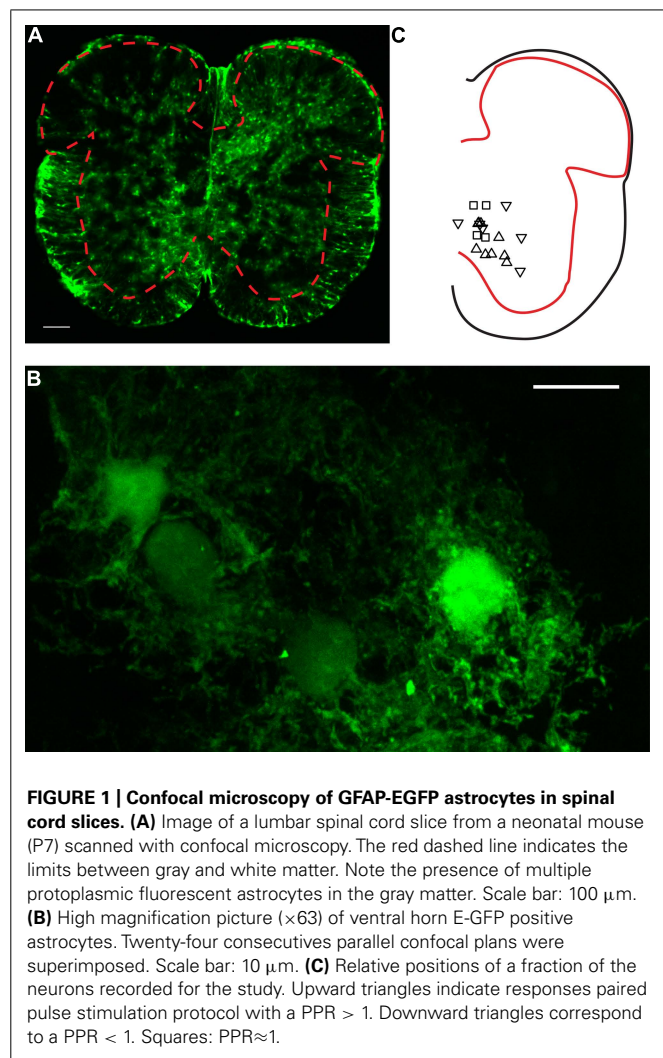 A
C
B
FIGURE 1 | Confocal microscopy of GFAP-EGFP astrocytes in spinal
cord slices. (A) Image of a lumbar spinal cord slice from a neonatal mouse
(P7) scanned with confocal microscopy. The red dashed line indicates the
limits between gray and white matter. Note the presence of multiple
protoplasmic fluorescent astrocytes in the gray matter. Scale bar: 100 μm.
(B) High magnification picture (×63) of ventral horn E-GFP positive
astrocytes. Twenty-four consecutives parallel confocal plans were
superimposed. Scale bar: 10 μm. (C) Relative positions of a fraction of the
neurons recorded for the study. Upward triangles indicate responses paired
pulse stimulation protocol with a PPR > 1. Downward triangles correspond
to a PPR < 1. Squares: PPR≈1.